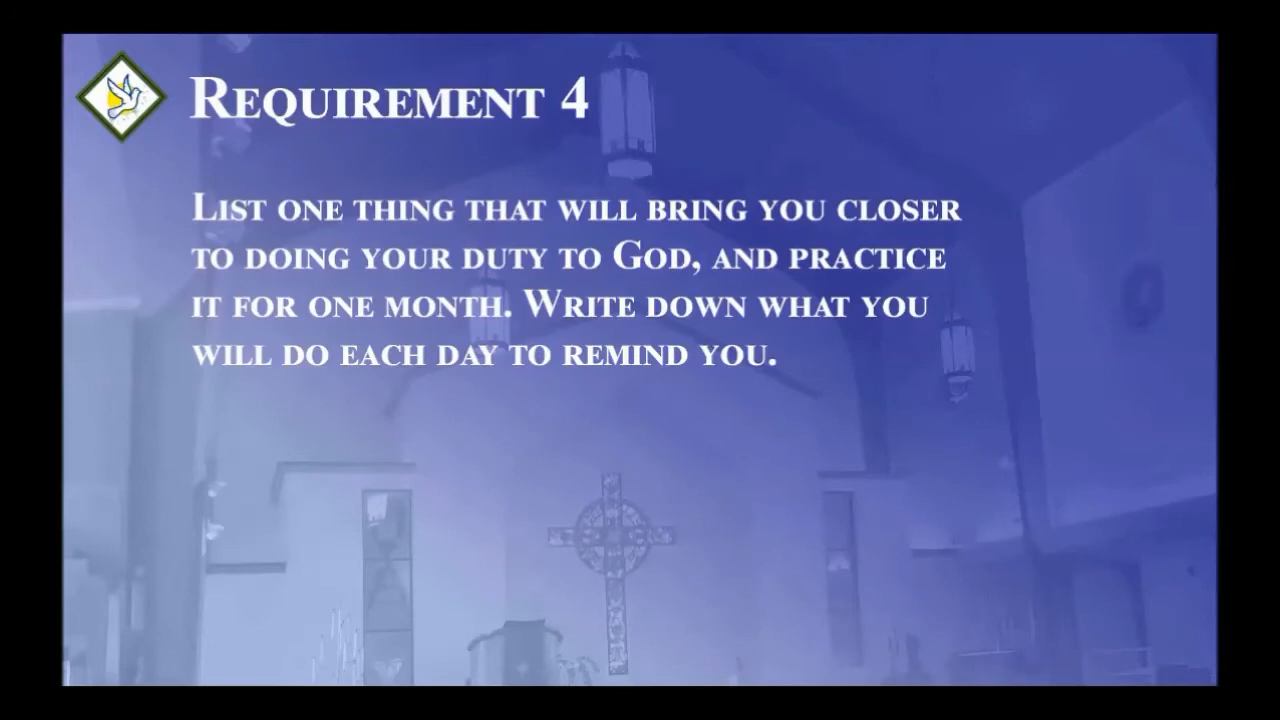 Requirement 4
List one thing that will bring you closer
to doing your duty to God, and practice
it for one month. Write down what you
will do each day to remind you.